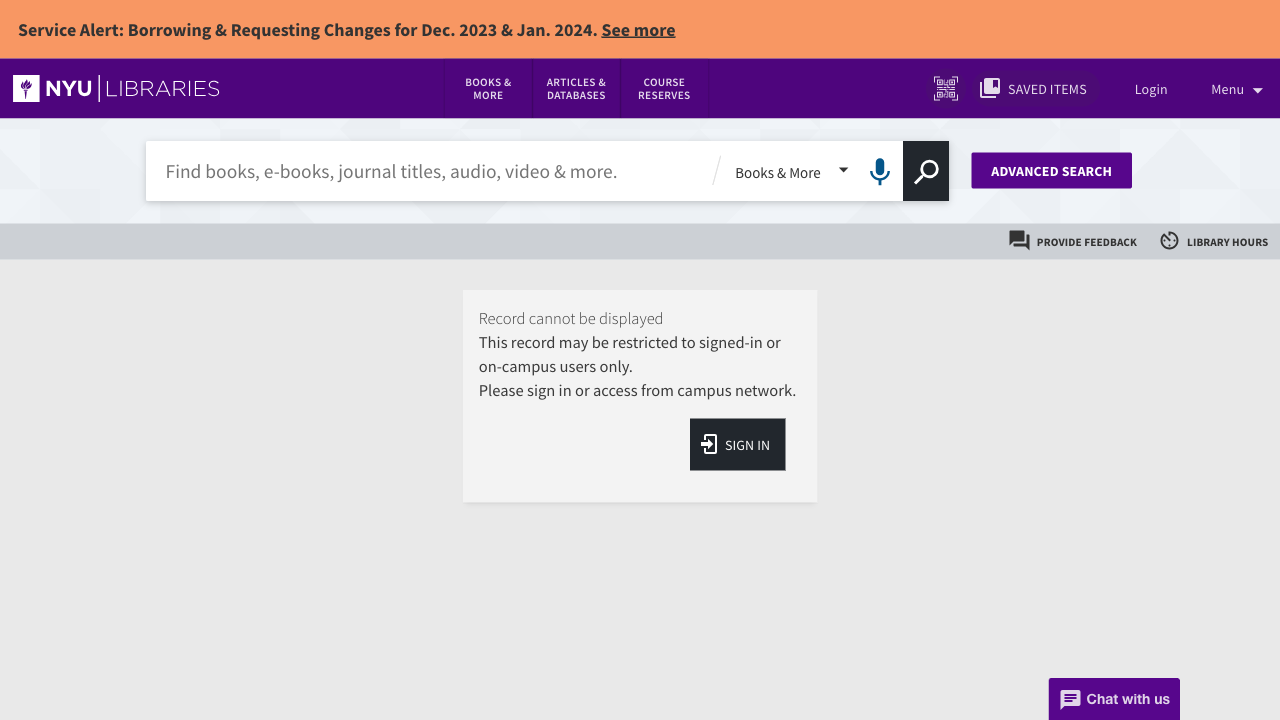 Service Alert: Borrowing & Requesting Changes for Dec. 2023 & Jan. 2024. See more
NYU | LIBRARIES
BOOKS &
MORE
ARTICLES &
DATABASES
COURSE
RESERVES
SAVED ITEMS
Login
Menu
Find books, e-books, journal titles, audio, video & more.
Books & More
ADVANCED SEARCH
PROVIDE FEEDBACK
LIBRARY HOURS
Record cannot be displayed
This record may be restricted to signed-in or
on-campus users only.
Please sign in or access from campus network.
SIGN IN
Chat with us